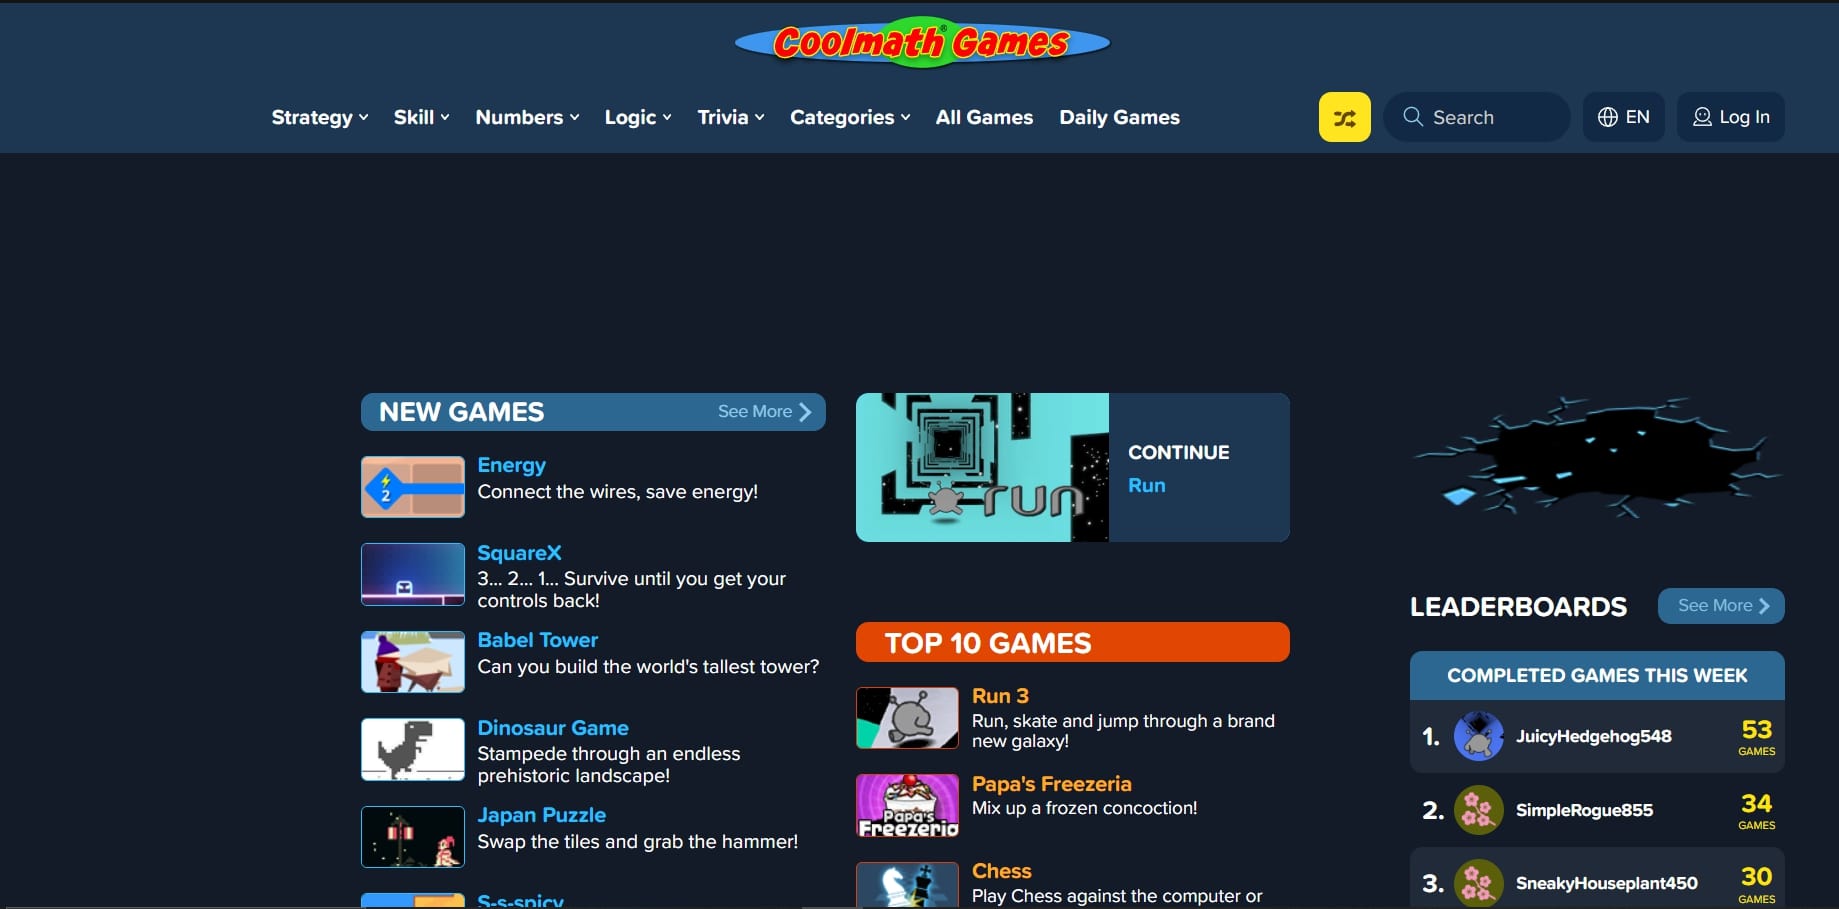 Coolmath Games®
Strategy Skill Numbers Logic Trivia Categories All Games Daily Games
Search
EN
Log In
NEW GAMES
See More
2
Energy
Connect the wires, save energy!
SquareX
3... 2... 1... Survive until you get your
controls back!
Babel Tower
Can you build the world's tallest tower?
Dinosaur Game
Stampede through an endless
prehistoric landscape!
Japan Puzzle
Swap the tiles and grab the hammer!
S-s-spicy
run
CONTINUE
Run
TOP 10 GAMES
Run 3
Run, skate and jump through a brand
new galaxy!
Papa's
Freezeria
Papa's Freezeria
Mix up a frozen concoction!
Chess
Play Chess against the computer or
LEADERBOARDS
See More
COMPLETED GAMES THIS WEEK
1. JuicyHedgehog548 53
GAMES
2. SimpleRogue855 34
GAMES
3. SneakyHouseplant450 30
GAMES